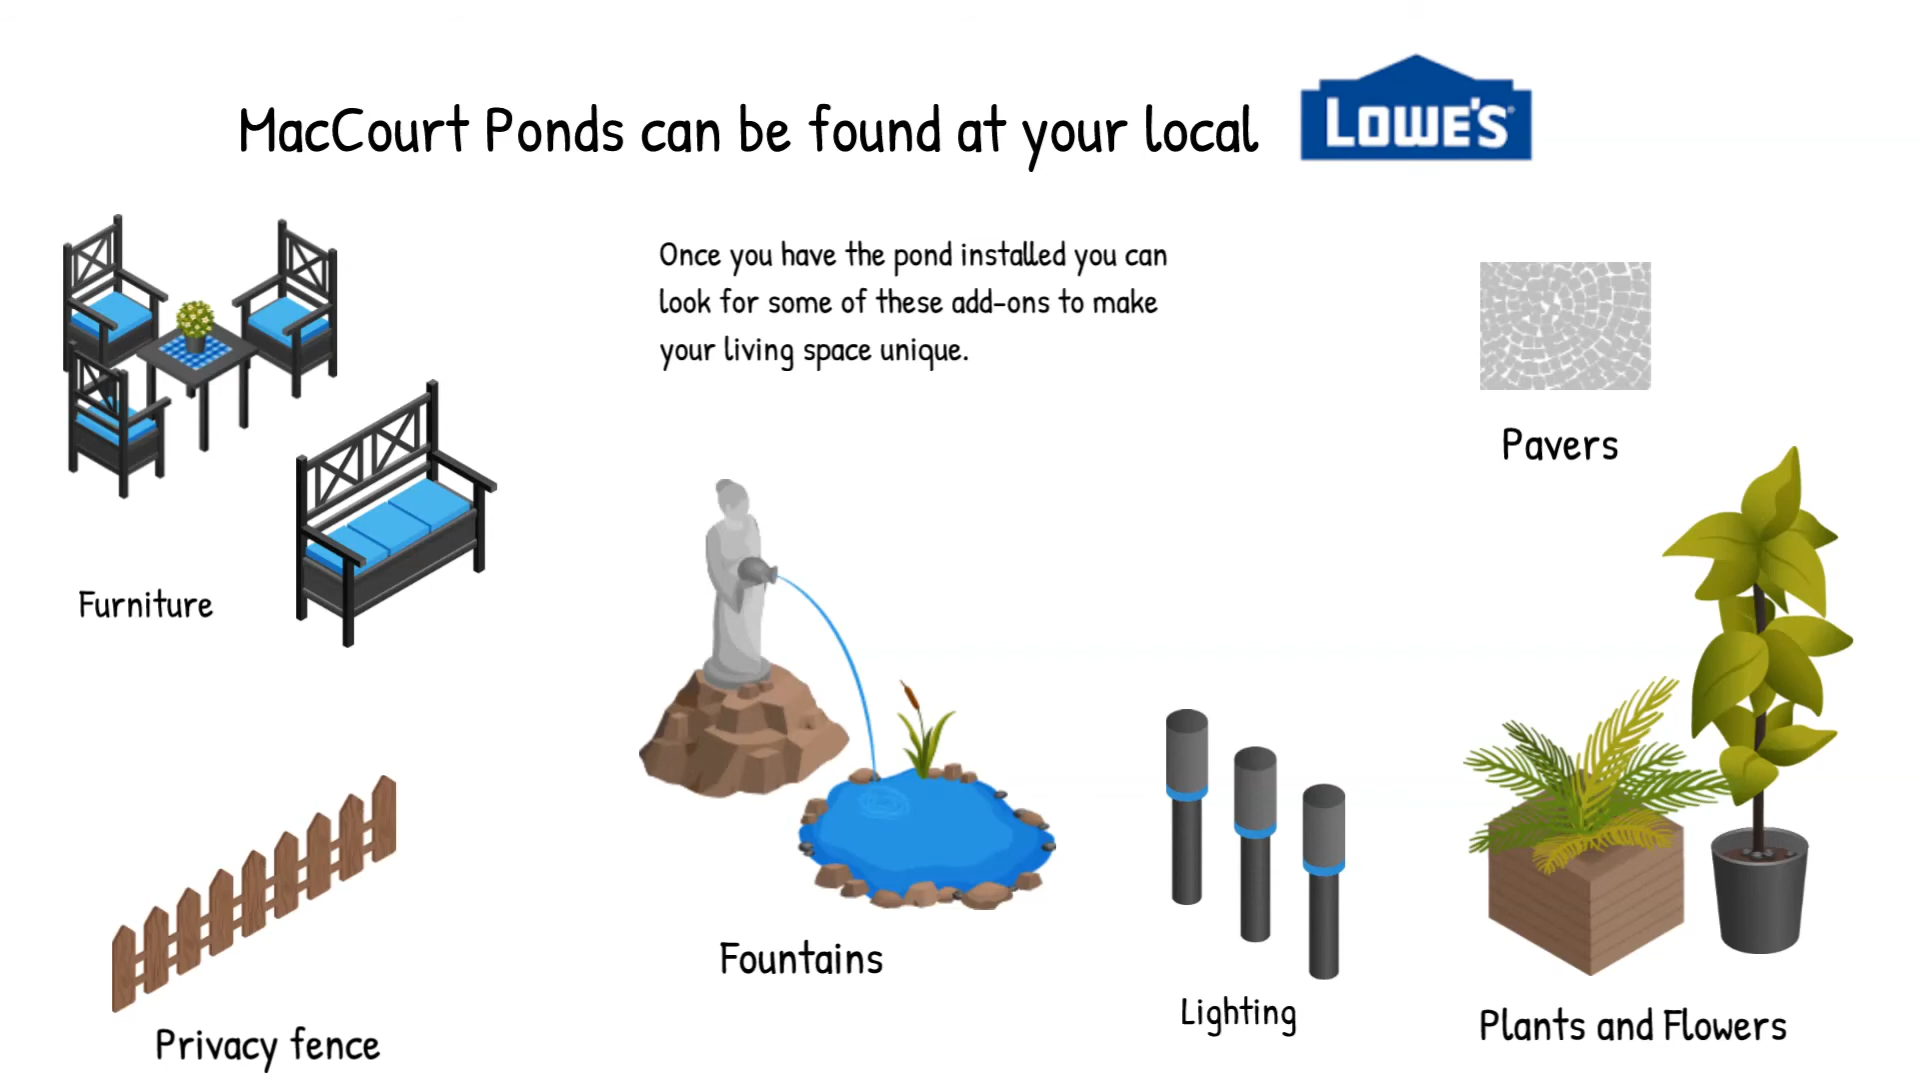 MacCourt Ponds can be found at your local
LOWE'S®
Once you have the pond installed you can
look for some of these add-ons to make
your living space unique.
Pavers
Furniture
Fountains
Lighting
Plants and Flowers
Privacy fence